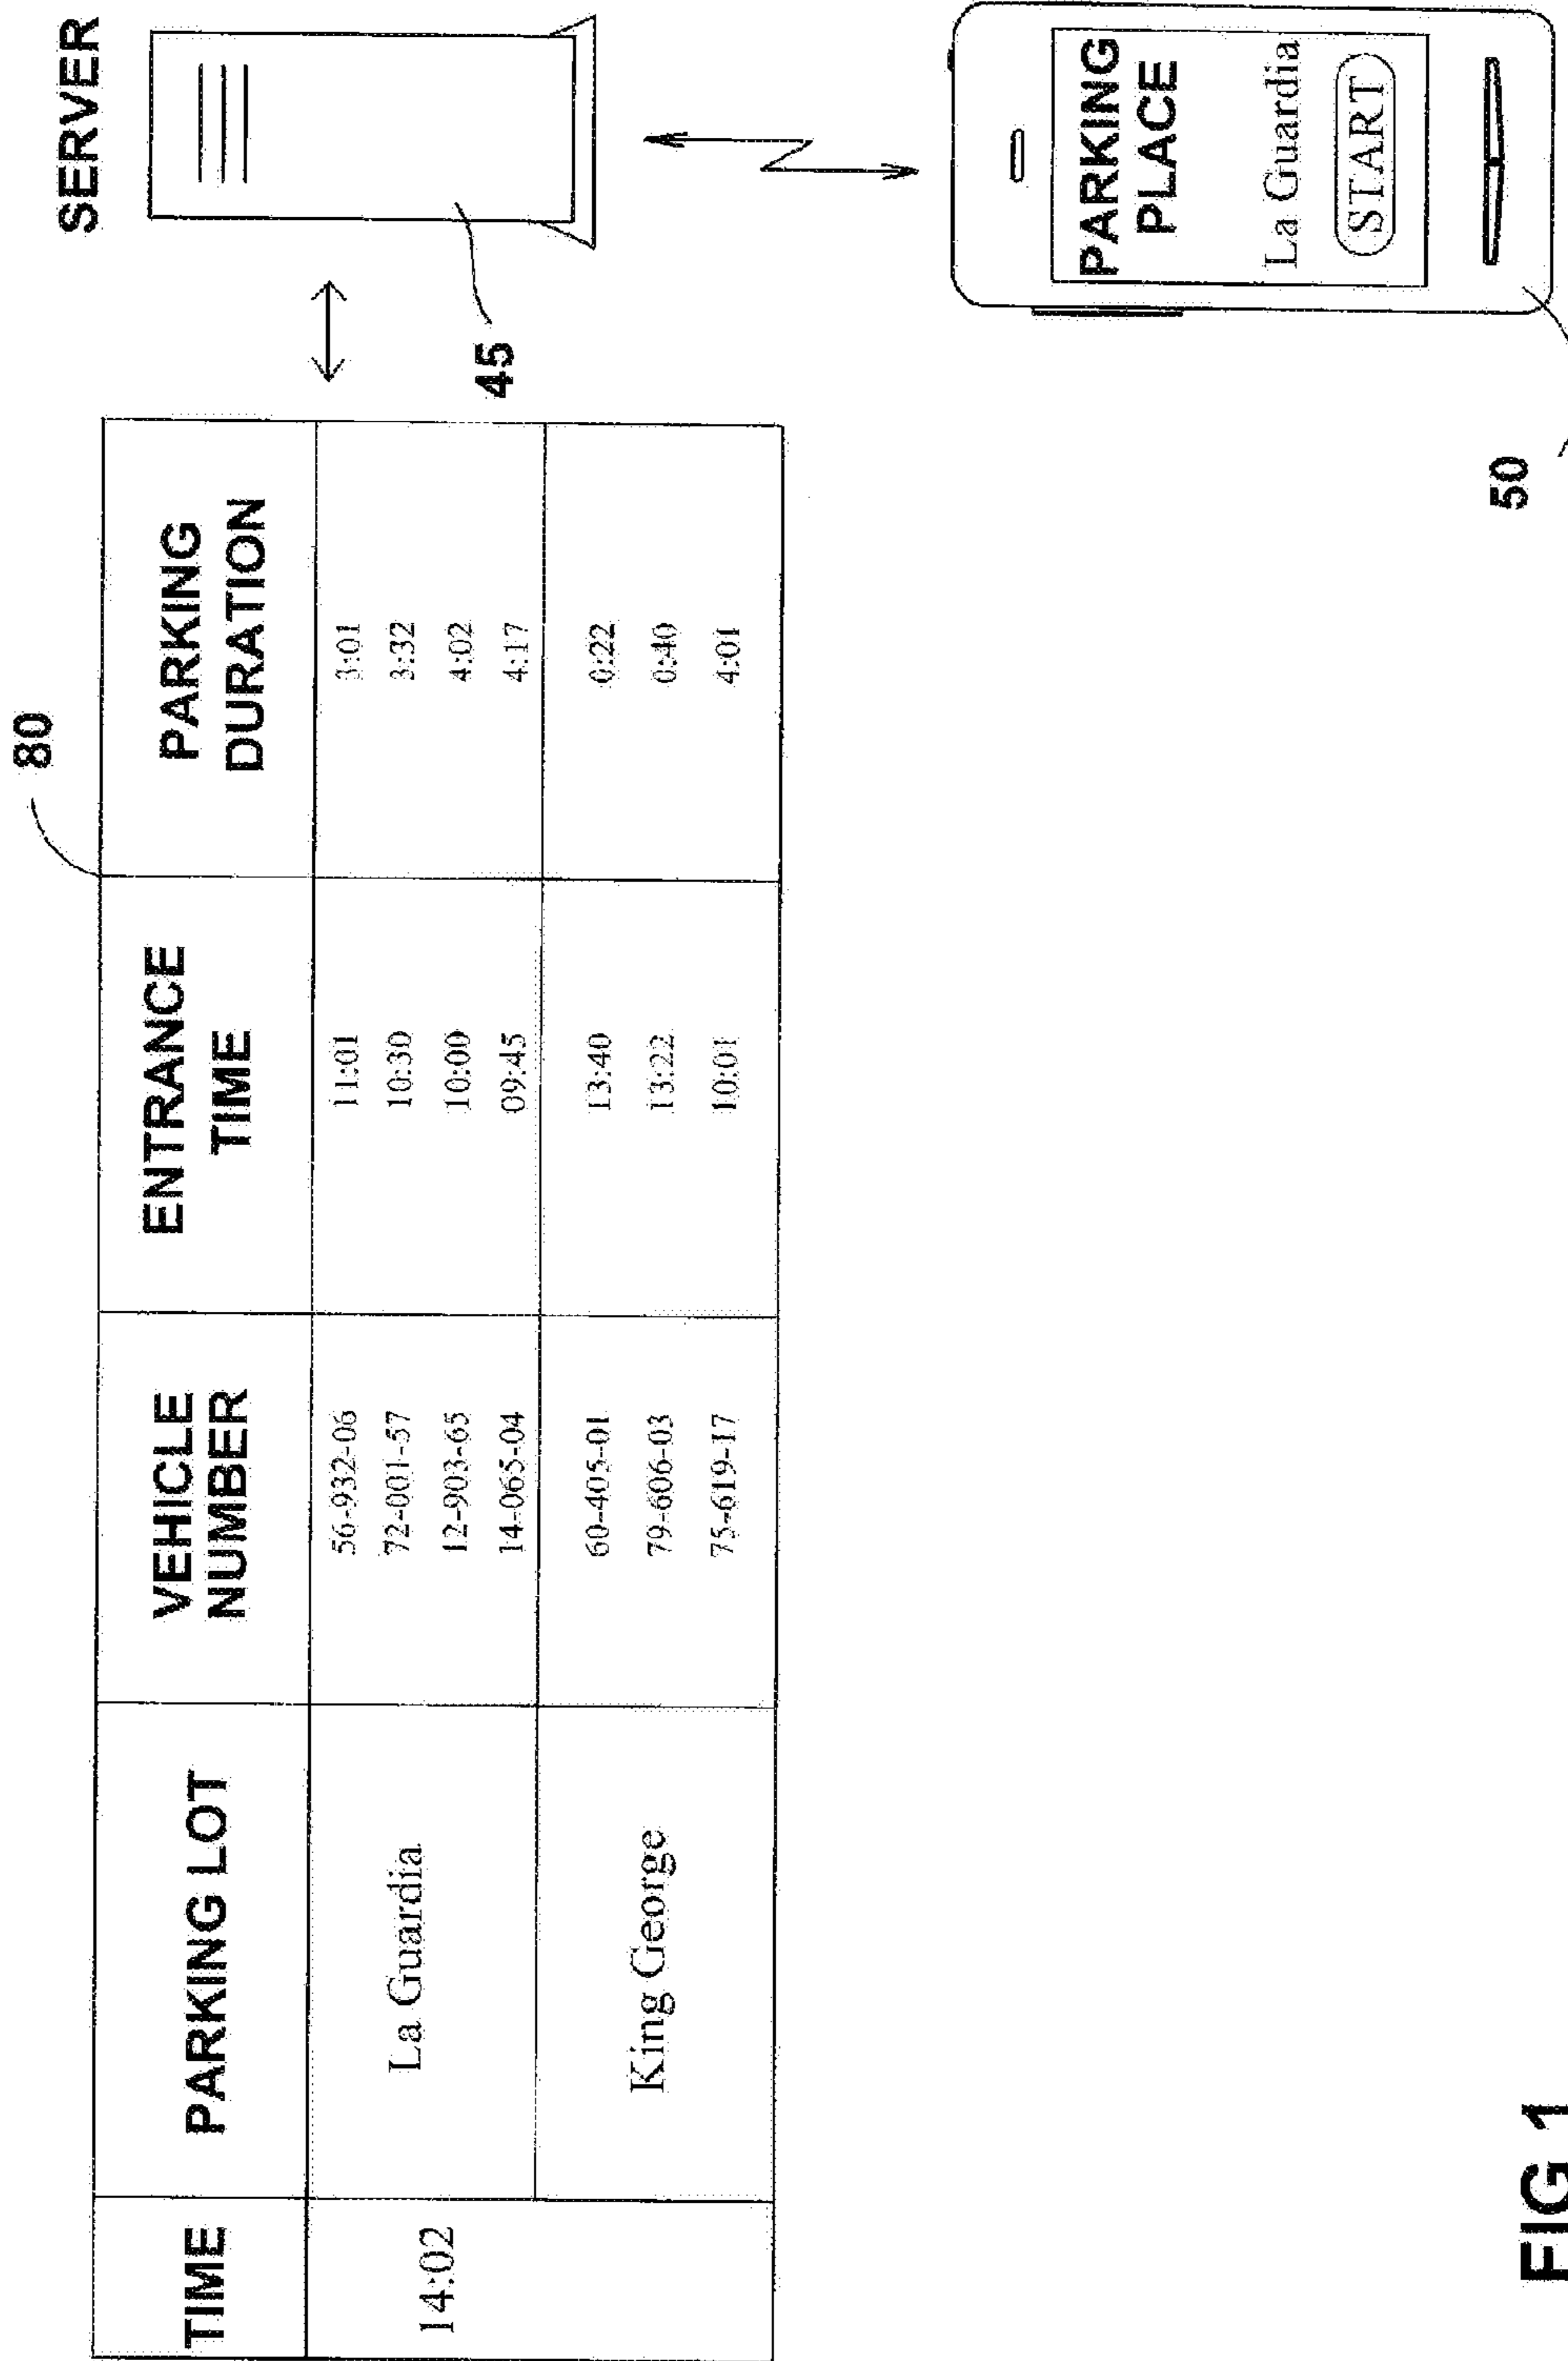 80
TIME PARKING LOT VEHICLE NUMBER ENTRANCE TIME PARKING DURATION
14:02
La Guardia
56-932-06 11:01 3:01
72-001-57 10:30 3:32
12-903-65 10:00 4:02
14-065-04 09:45 4:17
King George
60-405-01 13:40 0:22
79-606-03 13:22 0:40
75-619-17 10:01 4:01
SERVER
45
PARKING
PLACE
La Guardia
START
50
FIG 1